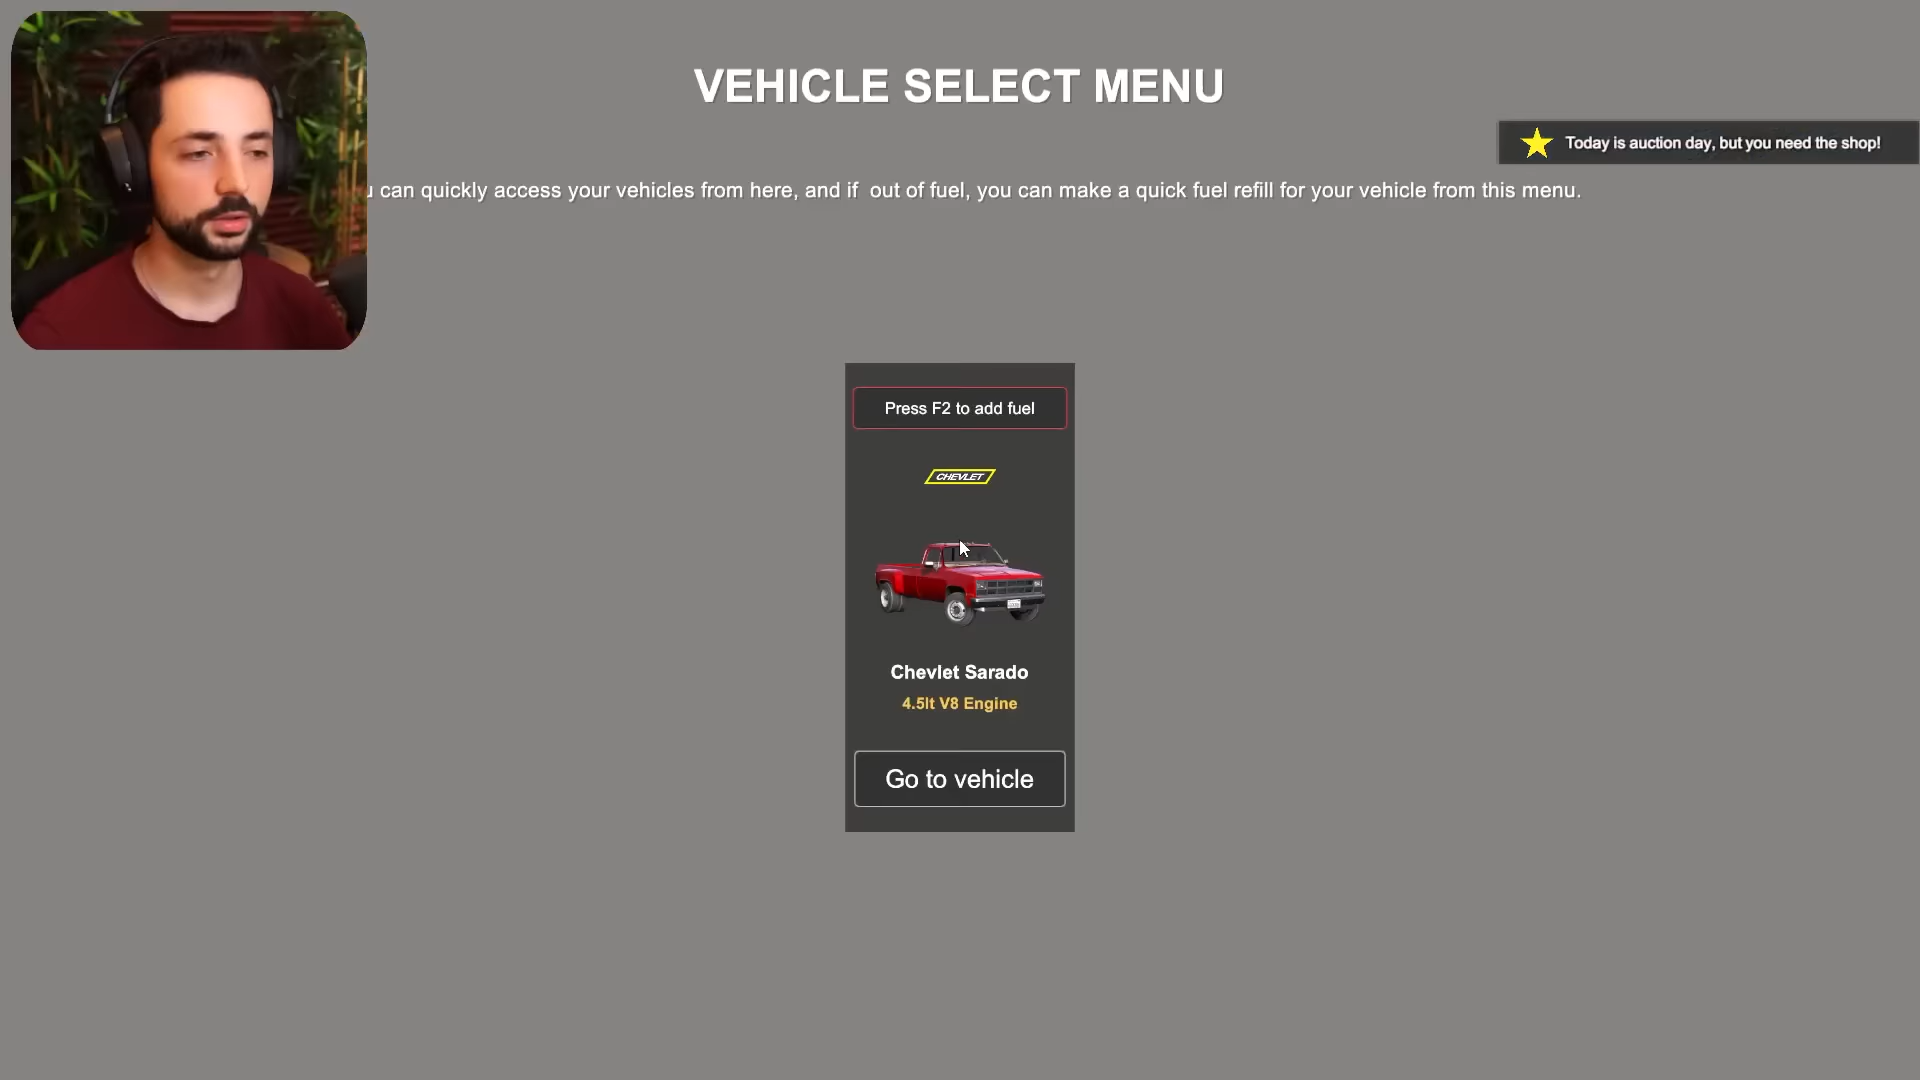 VEHICLE SELECT MENU
Today is auction day, but you need the shop!
can quickly access your vehicles from here, and if out of fuel, you can make a quick fuel refill for your vehicle from this menu.
Press F2 to add fuel
CHEVLET
Chevlet Sarado
4.5lt V8 Engine
Go to vehicle